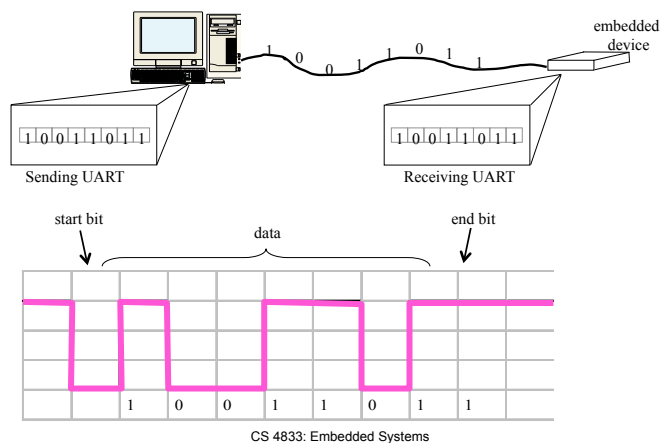 embedded
device
1 0 0 1 1 0 1 1
1 0 0 1 1 0 1 1
1 0 0 1 1 0 1 1
Sending UART
Receiving UART
start bit
end bit
data
1 0 0 1 1 0 1 1
CS 4833: Embedded Systems